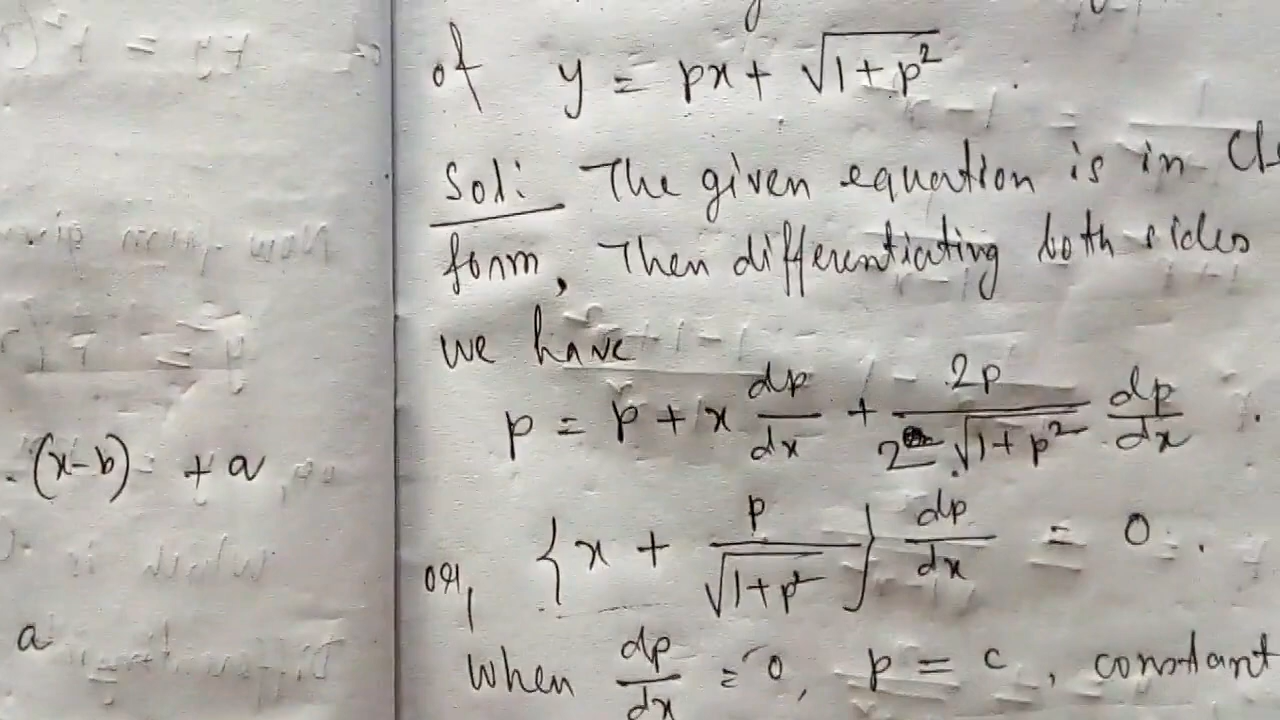 of y = px + √1+p²
Sol: The given equation is in
form, Then differentiating both sides
we have
p = p + x dp/dx + 2p/2√1+p² dp/dx .
or, {x + p/√1+p²} dp/dx = 0 .
When dp/dx = 0, p = c , constant
(x-b) + a
a